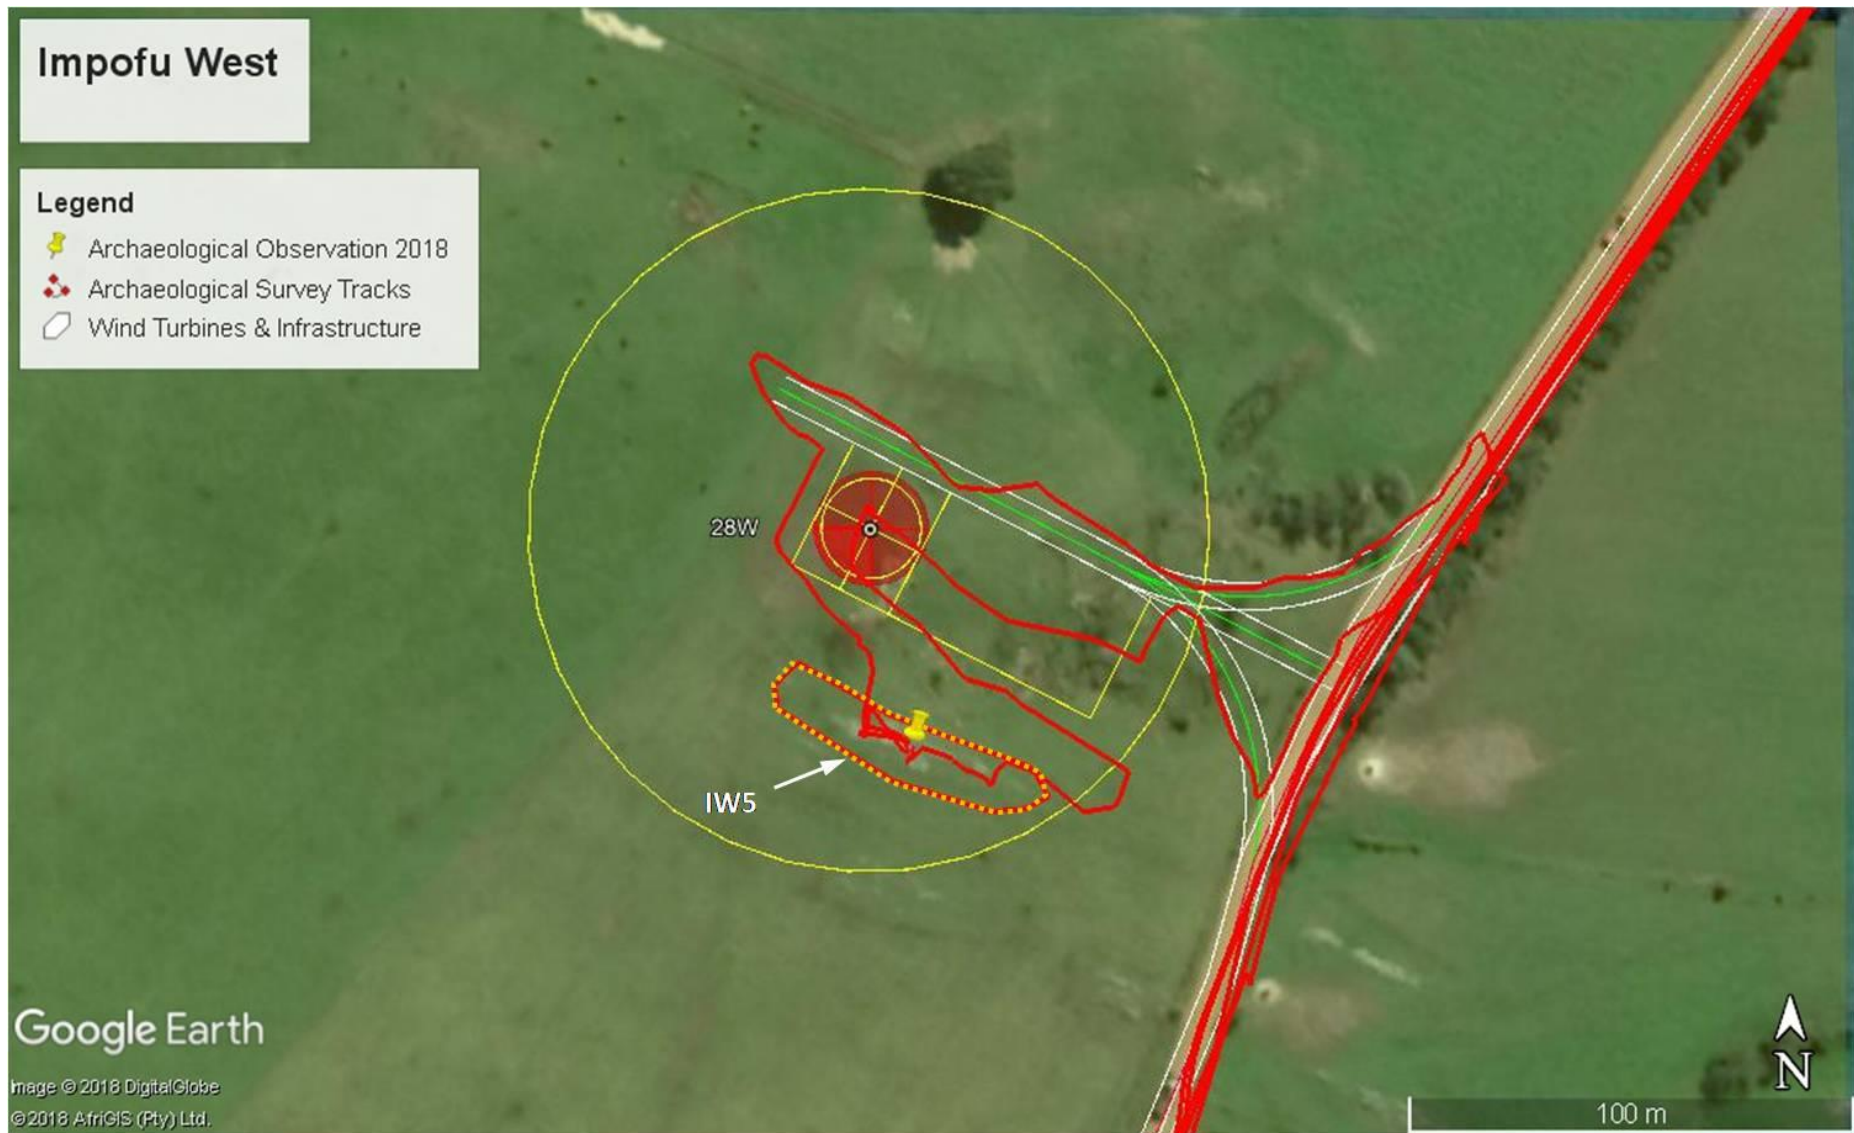 Impofu West
Legend
Archaeological Observation 2018
Archaeological Survey Tracks
Wind Turbines & Infrastructure
28W
IW5
Google Earth
Image © 2018 DigitalGlobe
© 2018 AfriGIS (Pty) Ltd.
N
100 m